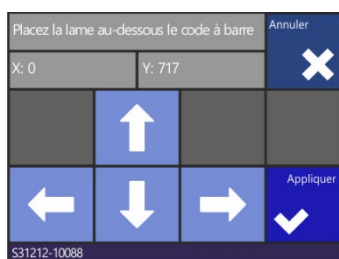 Placez la lame au-dessous le code à barre
Annuler
X: 0
Y: 717
Appliquer
S31212-10088